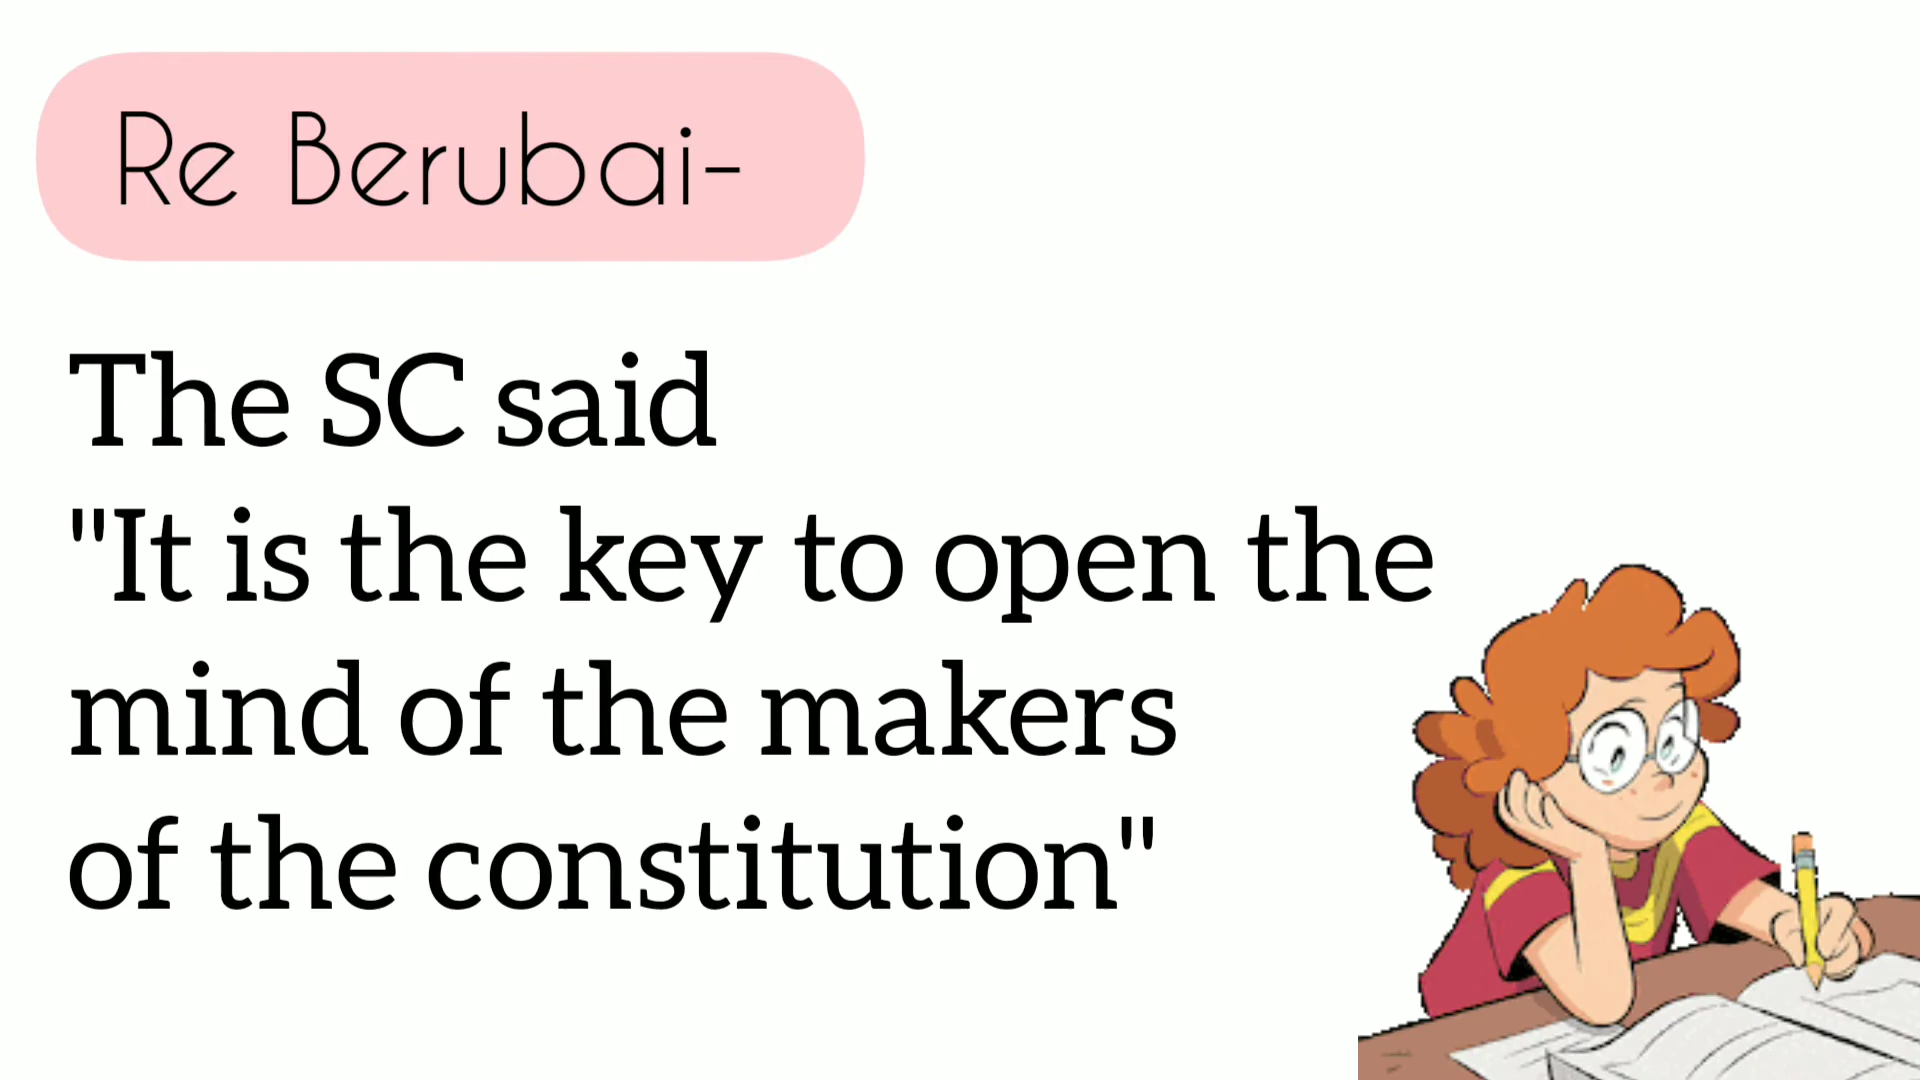 Re Berubai-
The SC said
"It is the key to open the
mind of the makers
of the constitution"